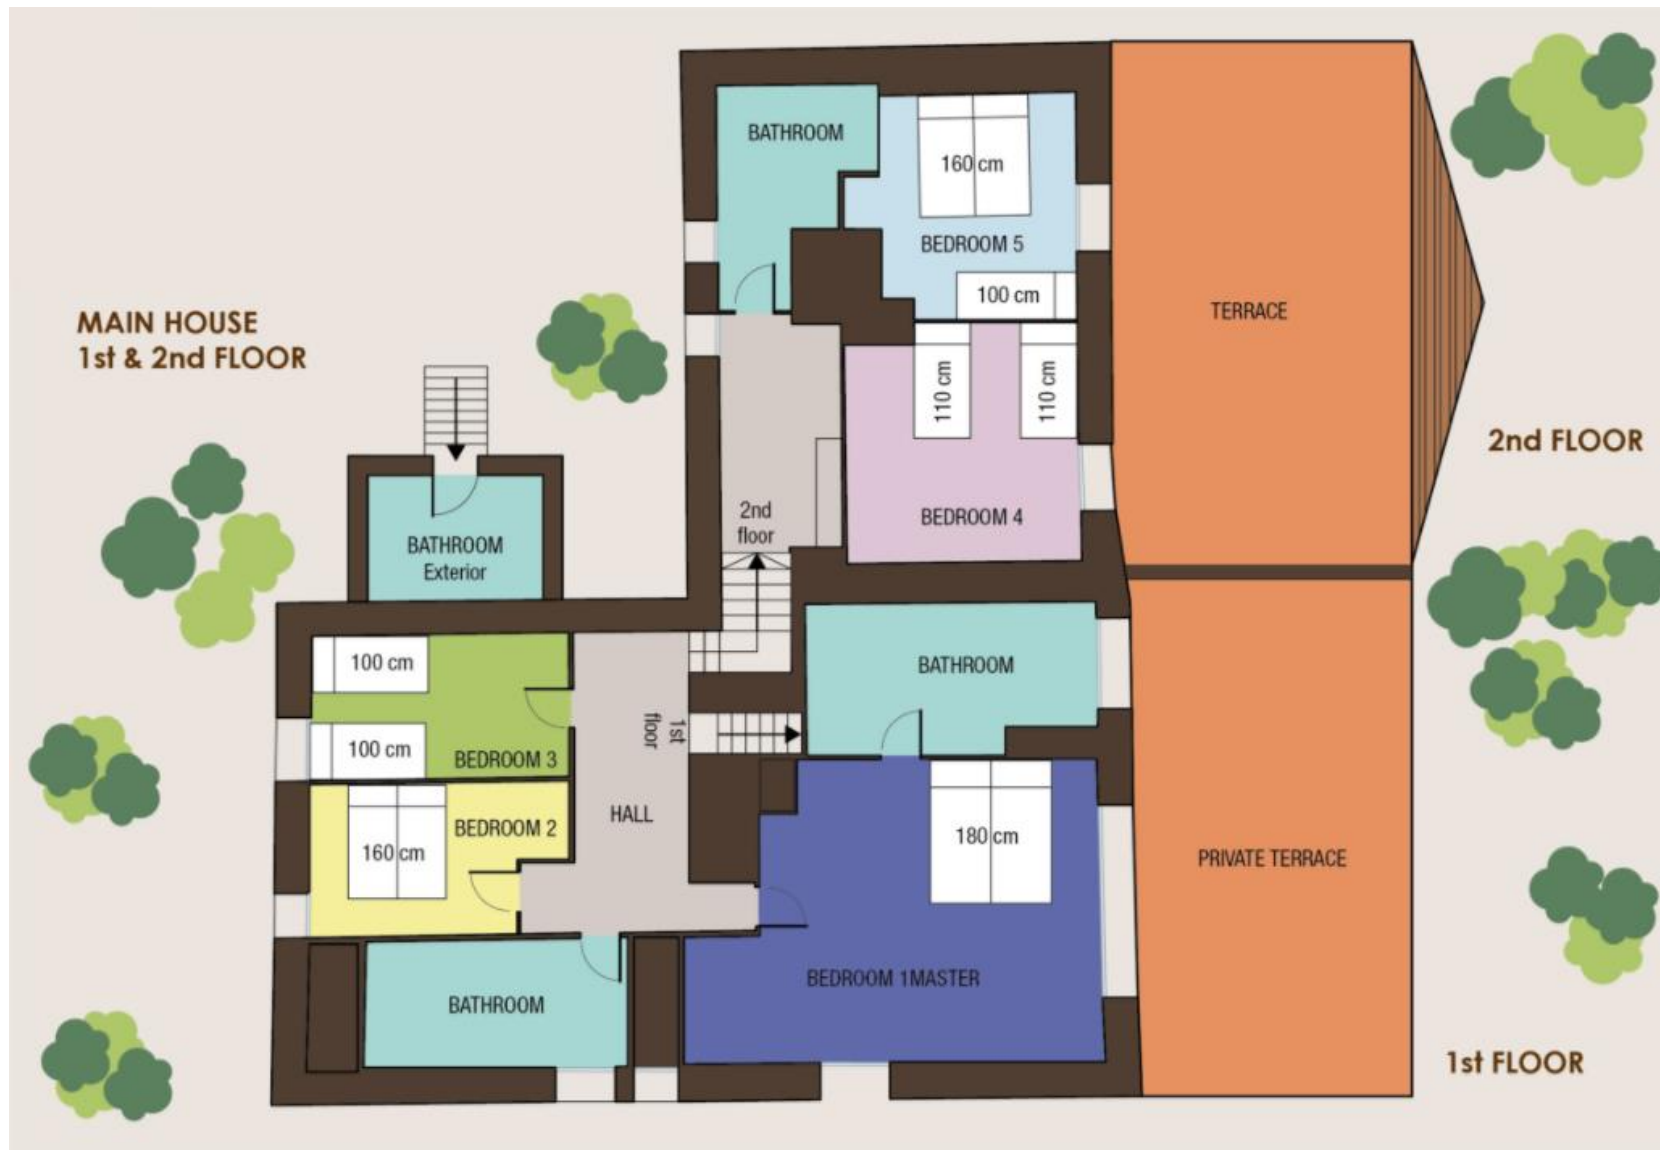 MAIN HOUSE
1st & 2nd FLOOR
BATHROOM
160 cm
BEDROOM 5
100 cm
TERRACE
110 cm
110 cm
BEDROOM 4
2nd FLOOR
2nd
floor
BATHROOM
Exterior
100 cm
100 cm
BEDROOM 3
1st
floor
BATHROOM
HALL
BEDROOM 2
160 cm
180 cm
PRIVATE TERRACE
BEDROOM 1MASTER
BATHROOM
1st FLOOR